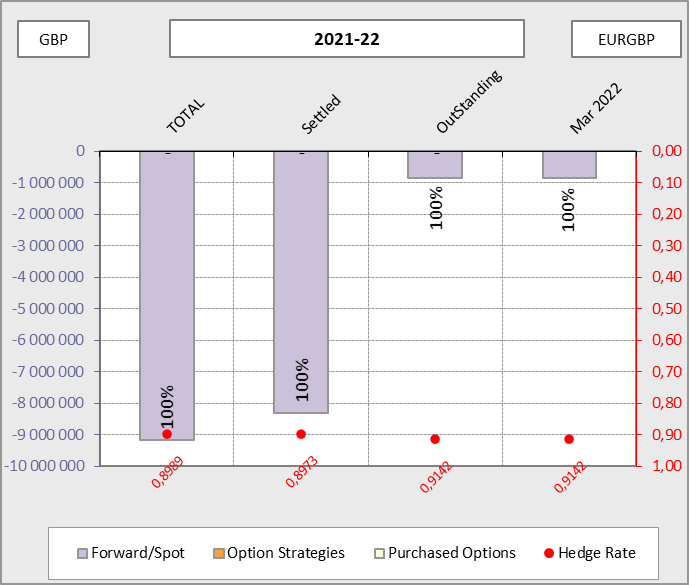 GBP
2021-22
EURGBP
TOTAL
Settled
OutStanding
Mar 2022
0
-1 000 000
-2 000 000
-3 000 000
-4 000 000
-5 000 000
-6 000 000
-7 000 000
-8 000 000
-9 000 000
-10 000 000
-
-
-
-
100%
100%
100%
100%
0,8989
0,8973
0,9142
0,9142
0,00
0,10
0,20
0,30
0,40
0,50
0,60
0,70
0,80
0,90
1,00
Forward/Spot
Option Strategies
Purchased Options
Hedge Rate